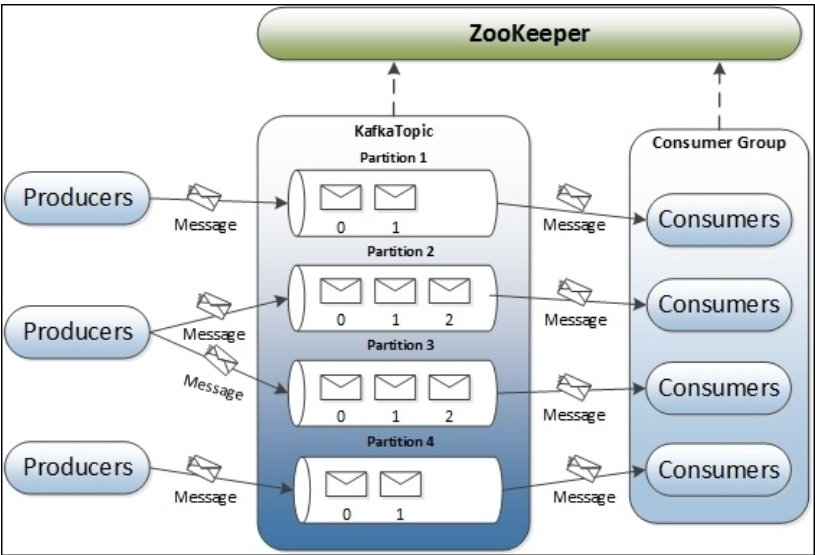 ZooKeeper
KafkaTopic
Consumer Group
Partition 1
Producers
Message
0 1
Message
Consumers
Partition 2
Producers
Message
Message
0 1 2
Message
Consumers
Partition 3
0 1 2
Message
Consumers
Partition 4
Producers
Message
0 1
Message
Consumers